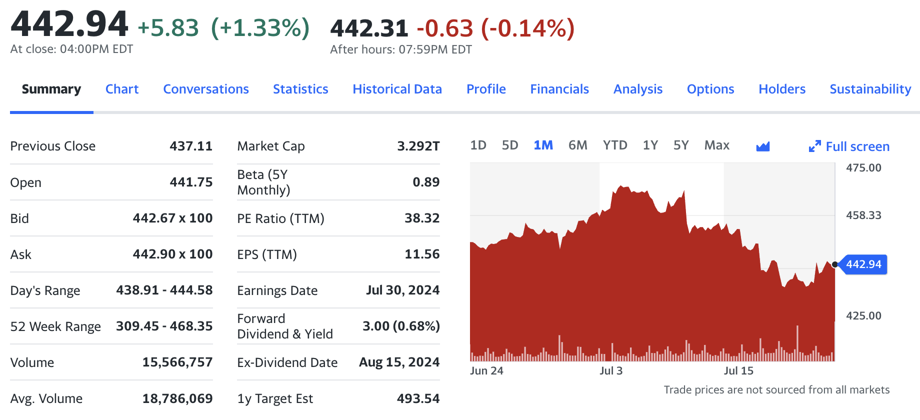 442.94 +5.83 (+1.33%) 442.31 -0.63 (-0.14%)
At close: 04:00PM EDT After hours: 07:59PM EDT
Summary Chart Conversations Statistics Historical Data Profile Financials Analysis Options Holders Sustainability
Previous Close 437.11
Open 441.75
Bid 442.67 x 100
Ask 442.90 x 100
Day's Range 438.91 - 444.58
52 Week Range 309.45 - 468.35
Volume 15,566,757
Avg. Volume 18,786,069
Market Cap 3.292T
Beta (5Y
Monthly) 0.89
PE Ratio (TTM) 38.32
EPS (TTM) 11.56
Earnings Date Jul 30, 2024
Forward
Dividend & Yield 3.00 (0.68%)
Ex-Dividend Date Aug 15, 2024
1y Target Est 493.54
1D 5D 1M 6M YTD 1Y 5Y Max Full screen
475.00
458.33
442.94
425.00
Jun 24 Jul 3 Jul 15
Trade prices are not sourced from all markets